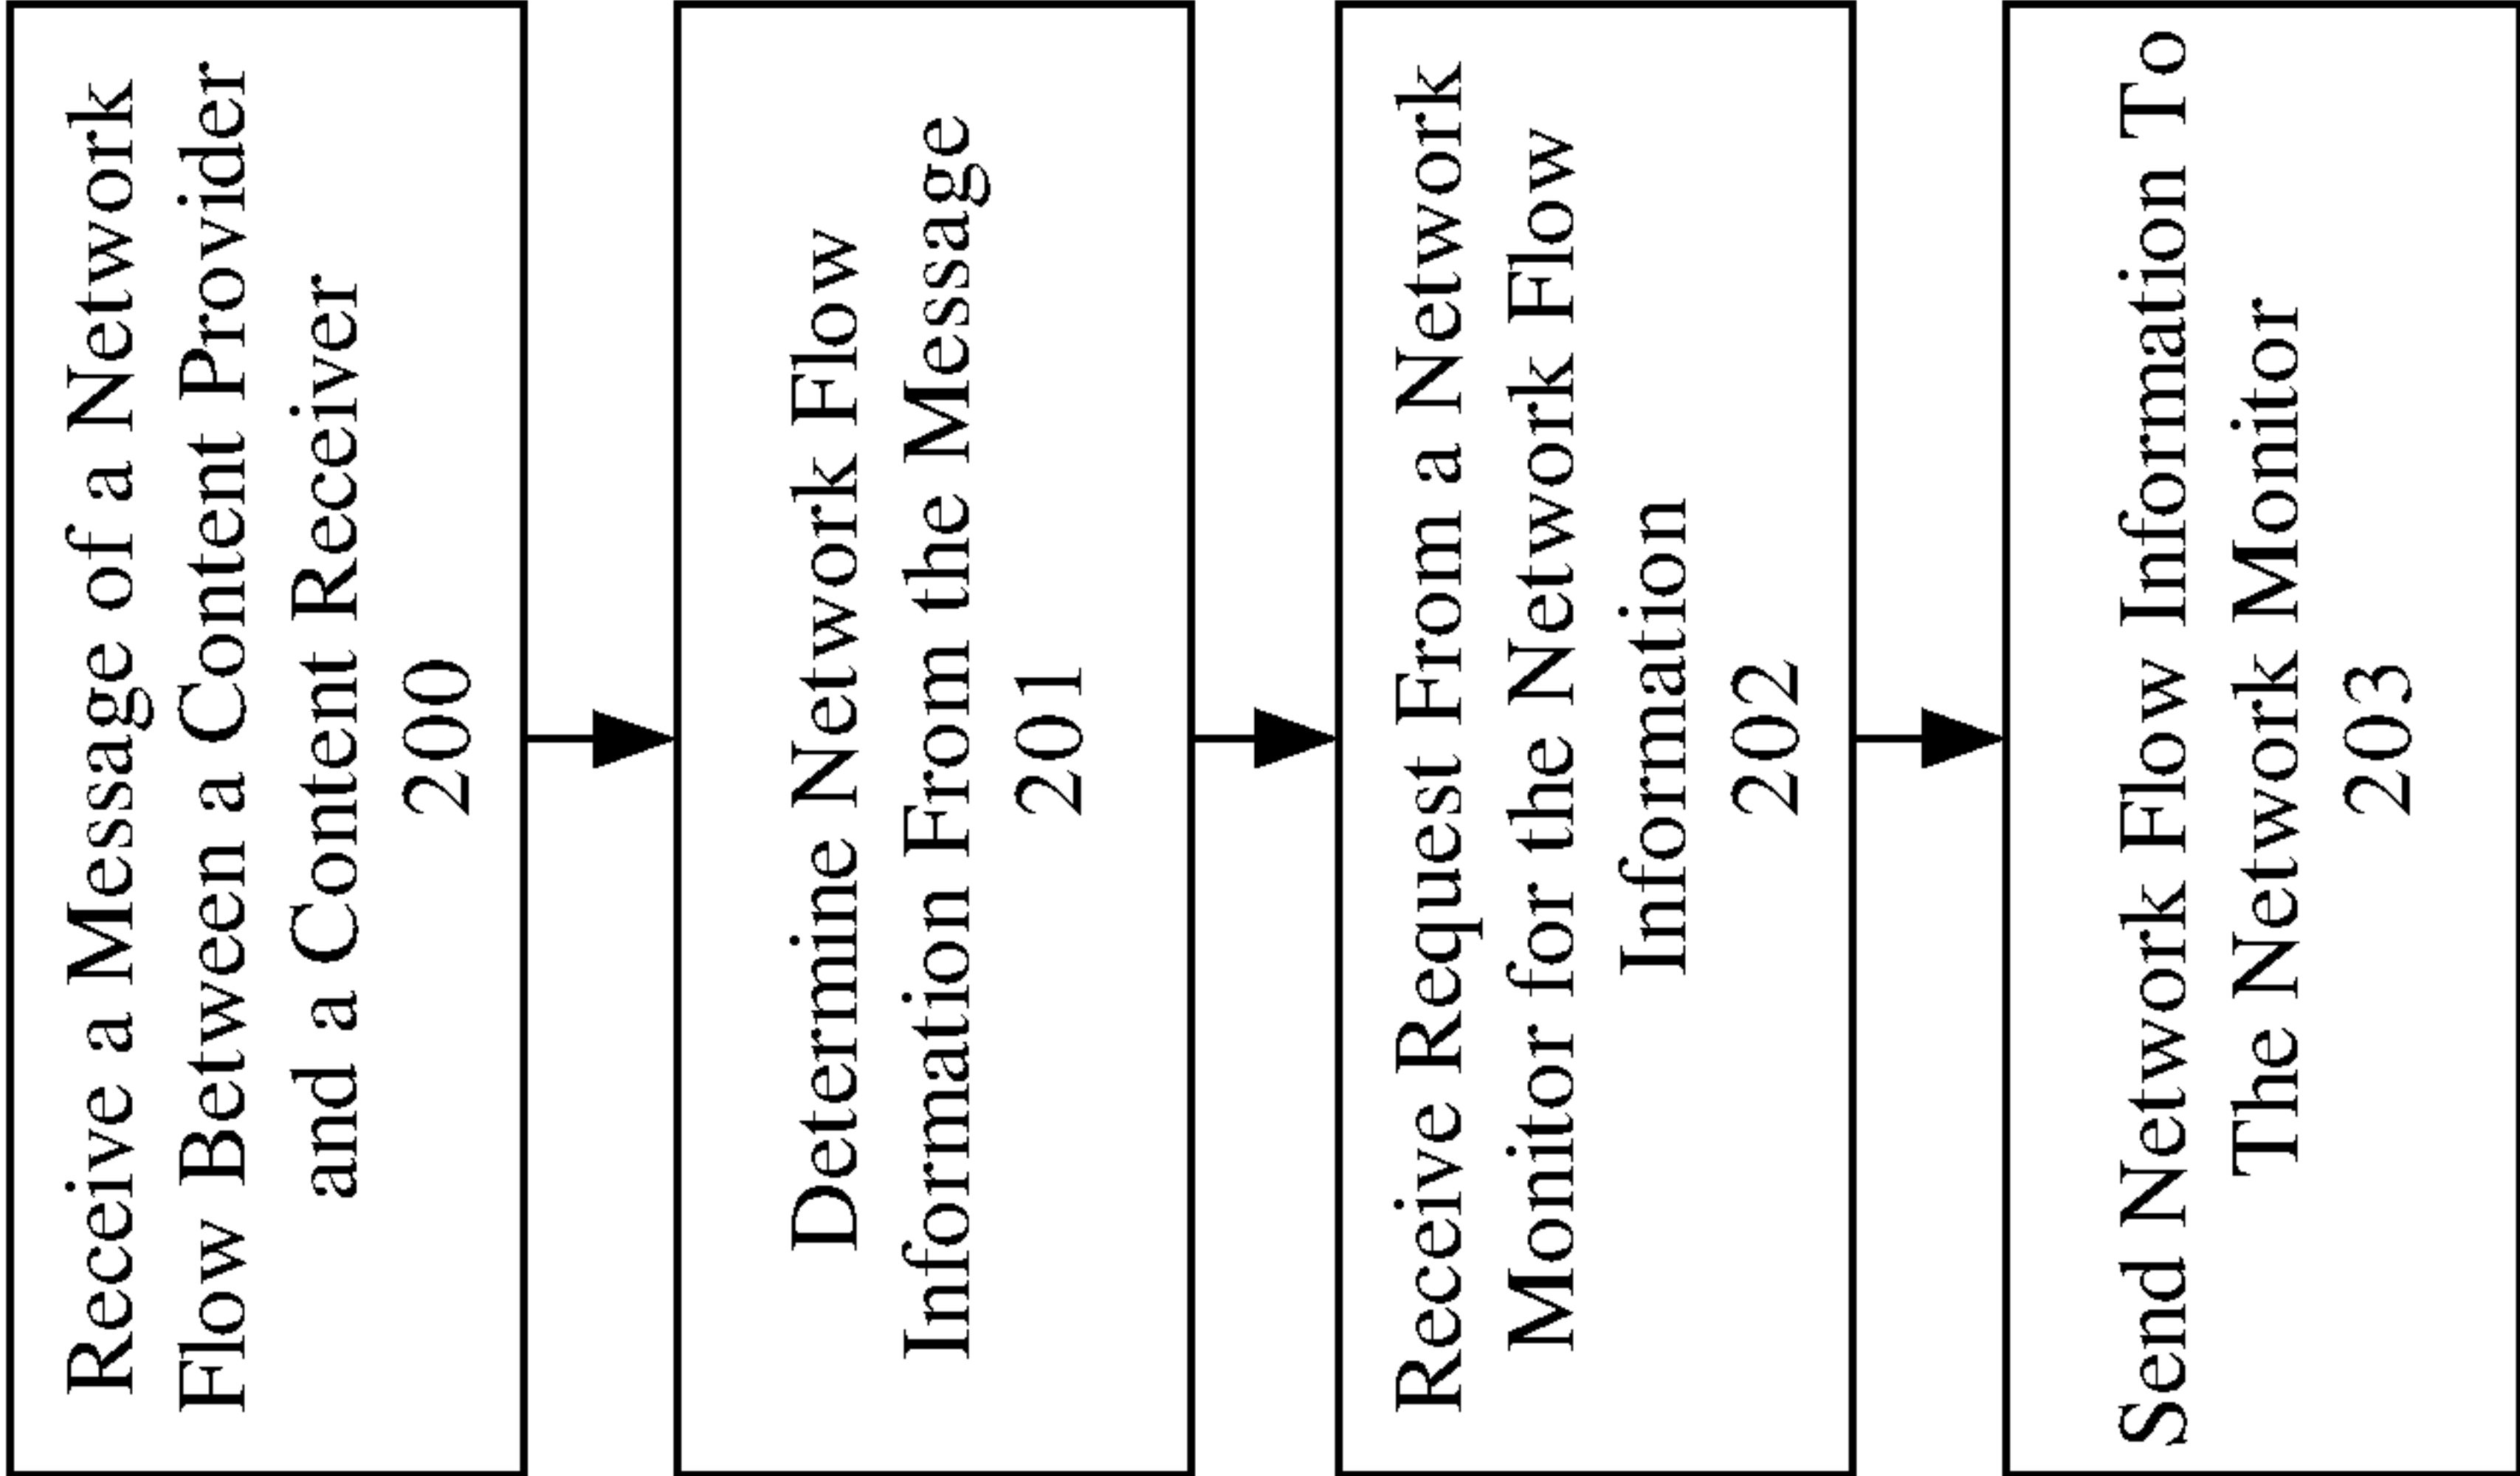 Receive a Message of a Network
Flow Between a Content Provider
and a Content Receiver
200
Determine Network Flow
Information From the Message
201
Receive Request From a Network
Monitor for the Network Flow
Information
202
Send Network Flow Information To
The Network Monitor
203